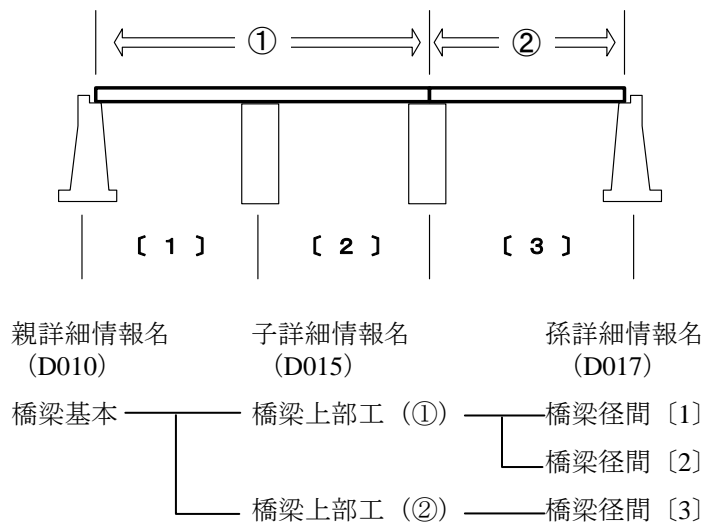 ① ②
〔 1 〕 〔 2 〕 〔 3 〕
親詳細情報名 子詳細情報名 孫詳細情報名
(D010) (D015) (D017)
橋梁基本 橋梁上部工(①) 橋梁径間〔1〕
橋梁径間〔2〕
橋梁上部工(②) 橋梁径間〔3〕